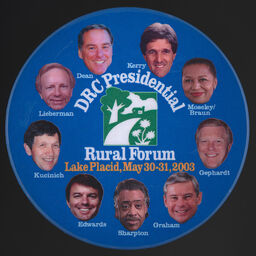 DRC Presidential
Rural Forum
Lake Placid, May 30-31, 2003
Kerry
Dean
Moseley/
Braun
Lieberman
Kucinich
Gephardt
Edwards
Sharpton
Graham